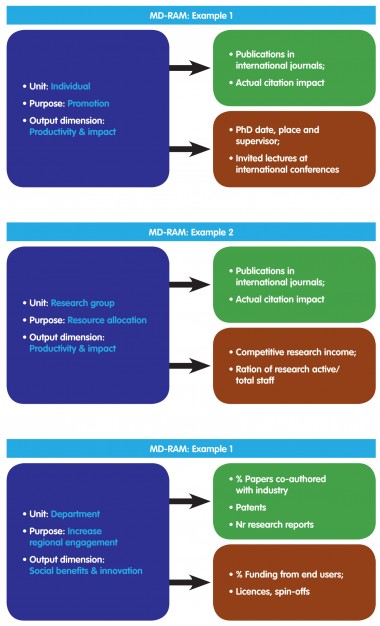 MD-RAM: Example 1
• Unit: Individual
• Purpose: Promotion
• Output dimension:
Productivity & impact
• Publications in
international journals;
• Actual citation impact
• PhD date, place and
supervisor;
• Invited lectures at
international conferences
MD-RAM: Example 2
• Unit: Research group
• Purpose: Resource allocation
• Output dimension:
Productivity & impact
• Publications in
international journals;
• Actual citation impact
• Competitive research income;
• Ration of research active/
total staff
MD-RAM: Example 1
• Unit: Department
• Purpose: Increase
regional engagement
• Output dimension:
Social benefits & innovation
• % Papers co-authored
with industry
• Patents
• Nr research reports
• % Funding from end users;
• Licences, spin-offs